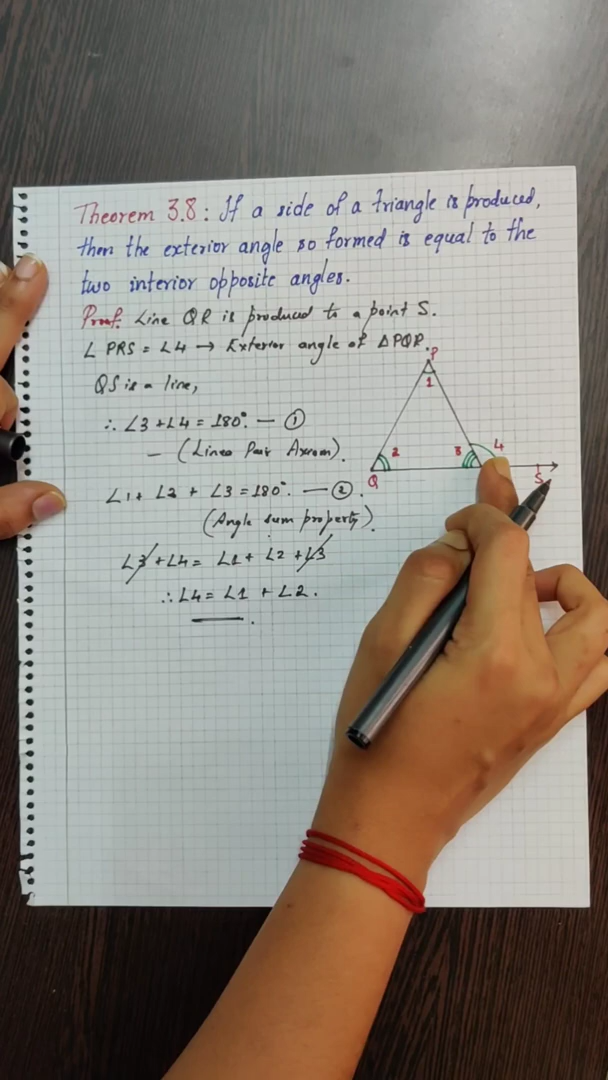 Theorem 3.8: If a side of a triangle is produced,
then the exterior angle so formed is equal to the
two interior opposite angles.
Proof. Line QR is produced to a point S.
∠ PRS = ∠4 → Exterior angle of △PQR.
QS is a line,
∴ ∠3 + ∠4 = 180°. — ①
— (Linea Pair Axiom).
∠1 + ∠2 + ∠3 = 180°. — ②.
(Angle sum property).
∠3 + ∠4 = ∠1 + ∠2 + ∠3
∴ ∠4 = ∠1 + ∠2.
P
1
2
3
4
Q
S